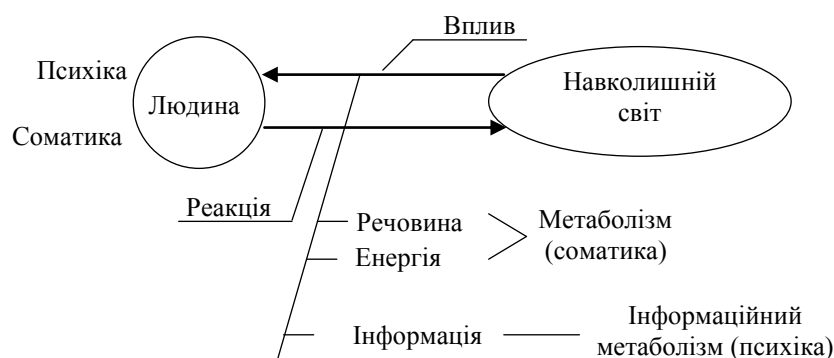 Вплив
Психіка
Людина
Навколишній
світ
Соматика
Реакція
Речовина
Енергія
Метаболізм
(соматика)
Інформація
Інформаційний
метаболізм (психіка)